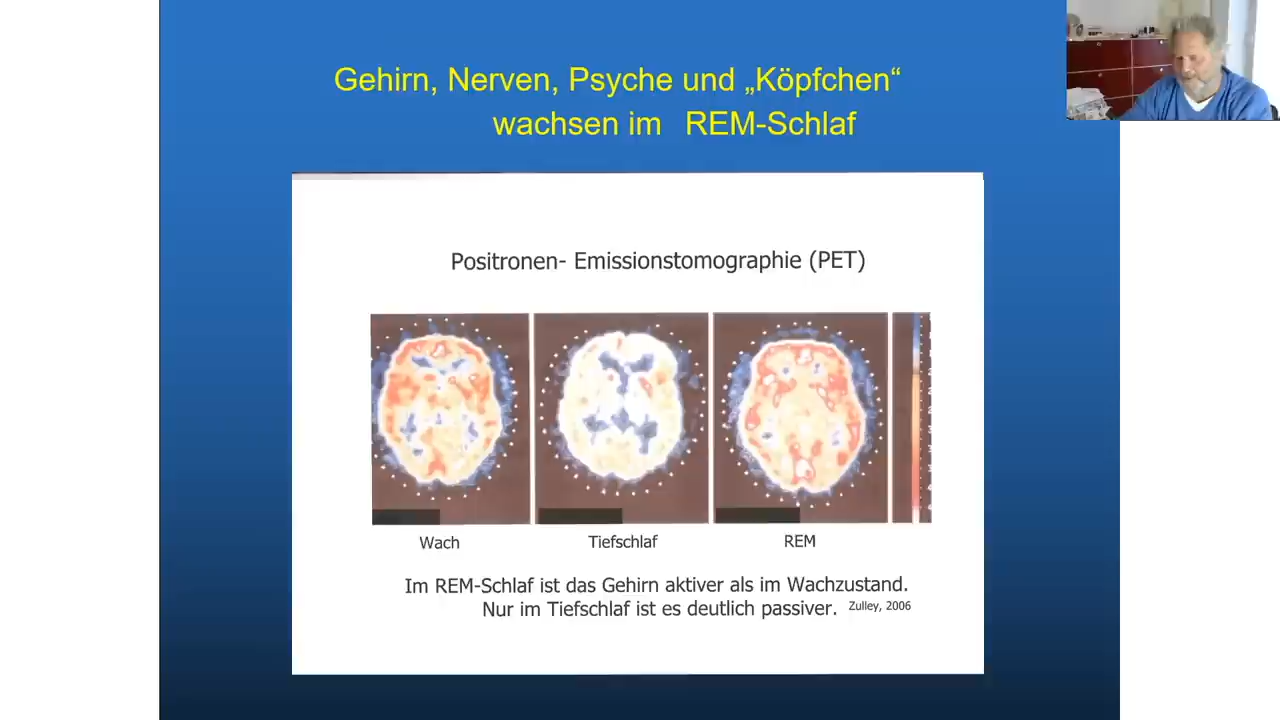 Gehirn, Nerven, Psyche und „Köpfchen“
wachsen im REM-Schlaf
Positronen- Emissionstomographie (PET)
Wach
Tiefschlaf
REM
Im REM-Schlaf ist das Gehirn aktiver als im Wachzustand.
Nur im Tiefschlaf ist es deutlich passiver. Zulley, 2006